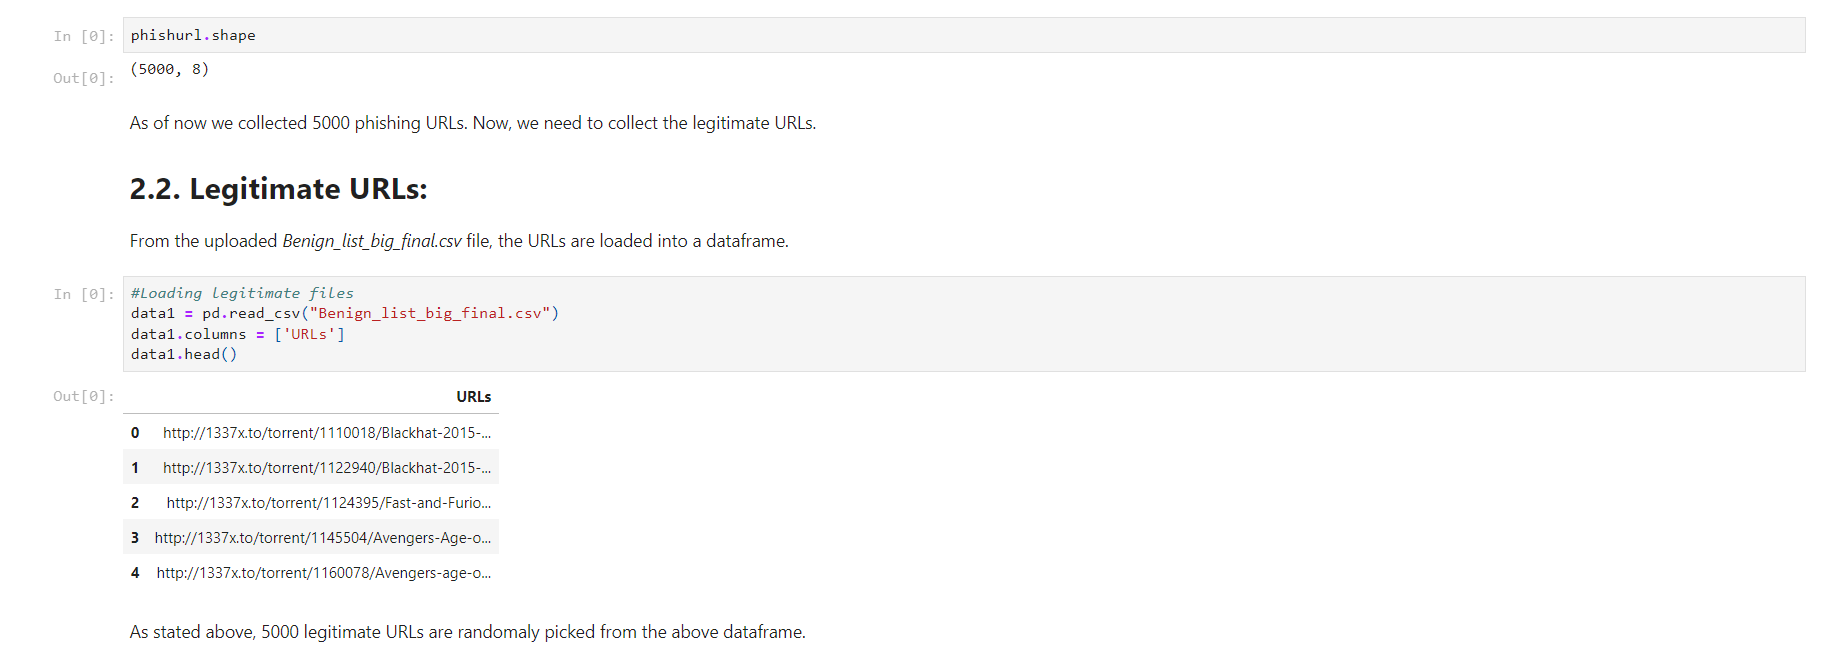 In [0]: phishurl.shape
Out[0]: (5000, 8)
As of now we collected 5000 phishing URLs. Now, we need to collect the legitimate URLs.
2.2. Legitimate URLs:
From the uploaded Benign_list_big_final.csv file, the URLs are loaded into a dataframe.
In [0]: #Loading legitimate files
data1 = pd.read_csv("Benign_list_big_final.csv")
data1.columns = ['URLs']
data1.head()
Out[0]: URLs
0 http://1337x.to/torrent/1110018/Blackhat-2015-...
1 http://1337x.to/torrent/1122940/Blackhat-2015-...
2 http://1337x.to/torrent/1124395/Fast-and-Furio...
3 http://1337x.to/torrent/1145504/Avengers-Age-o...
4 http://1337x.to/torrent/1160078/Avengers-age-o...
As stated above, 5000 legitimate URLs are randomaly picked from the above dataframe.